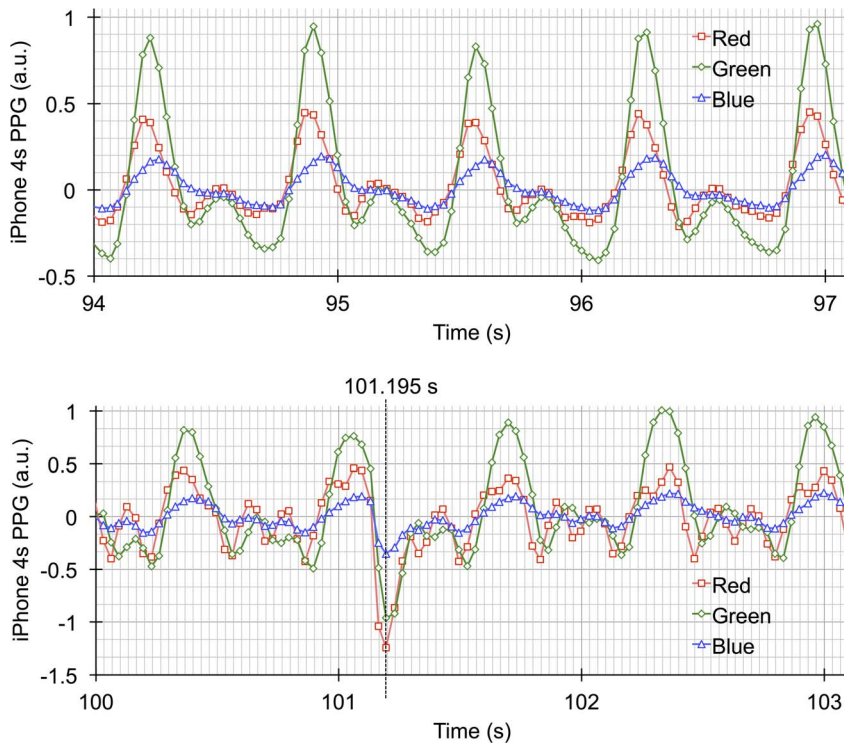 iPhone 4s PPG (a.u.)
1
0.5
0
-0.5
Red
Green
Blue
94
95
96
97
Time (s)
101.195 s
iPhone 4s PPG (a.u.)
1
0.5
0
-0.5
-1
-1.5
Red
Green
Blue
100
101
102
103
Time (s)